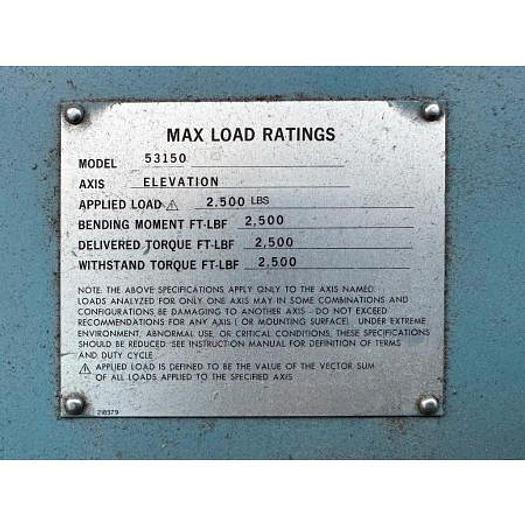 MAX LOAD RATINGS
MODEL 53150
AXIS ELEVATION
APPLIED LOAD ⚠ 2.500 LBS
BENDING MOMENT FT-LBF 2,500
DELIVERED TORQUE FT-LBF 2,500
WITHSTAND TORQUE FT-LBF 2,500
NOTE: THE ABOVE SPECIFICATIONS APPLY ONLY TO THE AXIS NAMED.
LOADS ANALYZED FOR ONLY ONE AXIS MAY IN SOME COMBINATIONS AND
CONFIGURATIONS BE DAMAGING TO ANOTHER AXIS - DO NOT EXCEED
RECOMMENDATIONS FOR ANY AXIS ( OR MOUNTING SURFACE). UNDER EXTREME
ENVIRONMENT, ABNORMAL USE, OR CRITICAL CONDITIONS, THESE SPECIFICATIONS
SHOULD BE REDUCED. SEE INSTRUCTION MANUAL FOR DEFINITION OF TERMS
AND DUTY CYCLE.
⚠ APPLIED LOAD IS DEFINED TO BE THE VALUE OF THE VECTOR SUM
OF ALL LOADS APPLIED TO THE SPECIFIED AXIS
218379